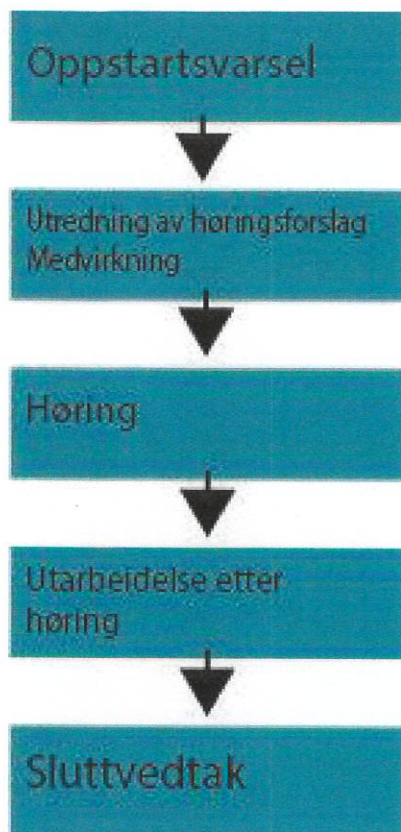 Oppstartsvarsel
Utredning av høringsforslag
Medvirkning
Høring
Utarbeidelse etter
høring
Sluttvedtak